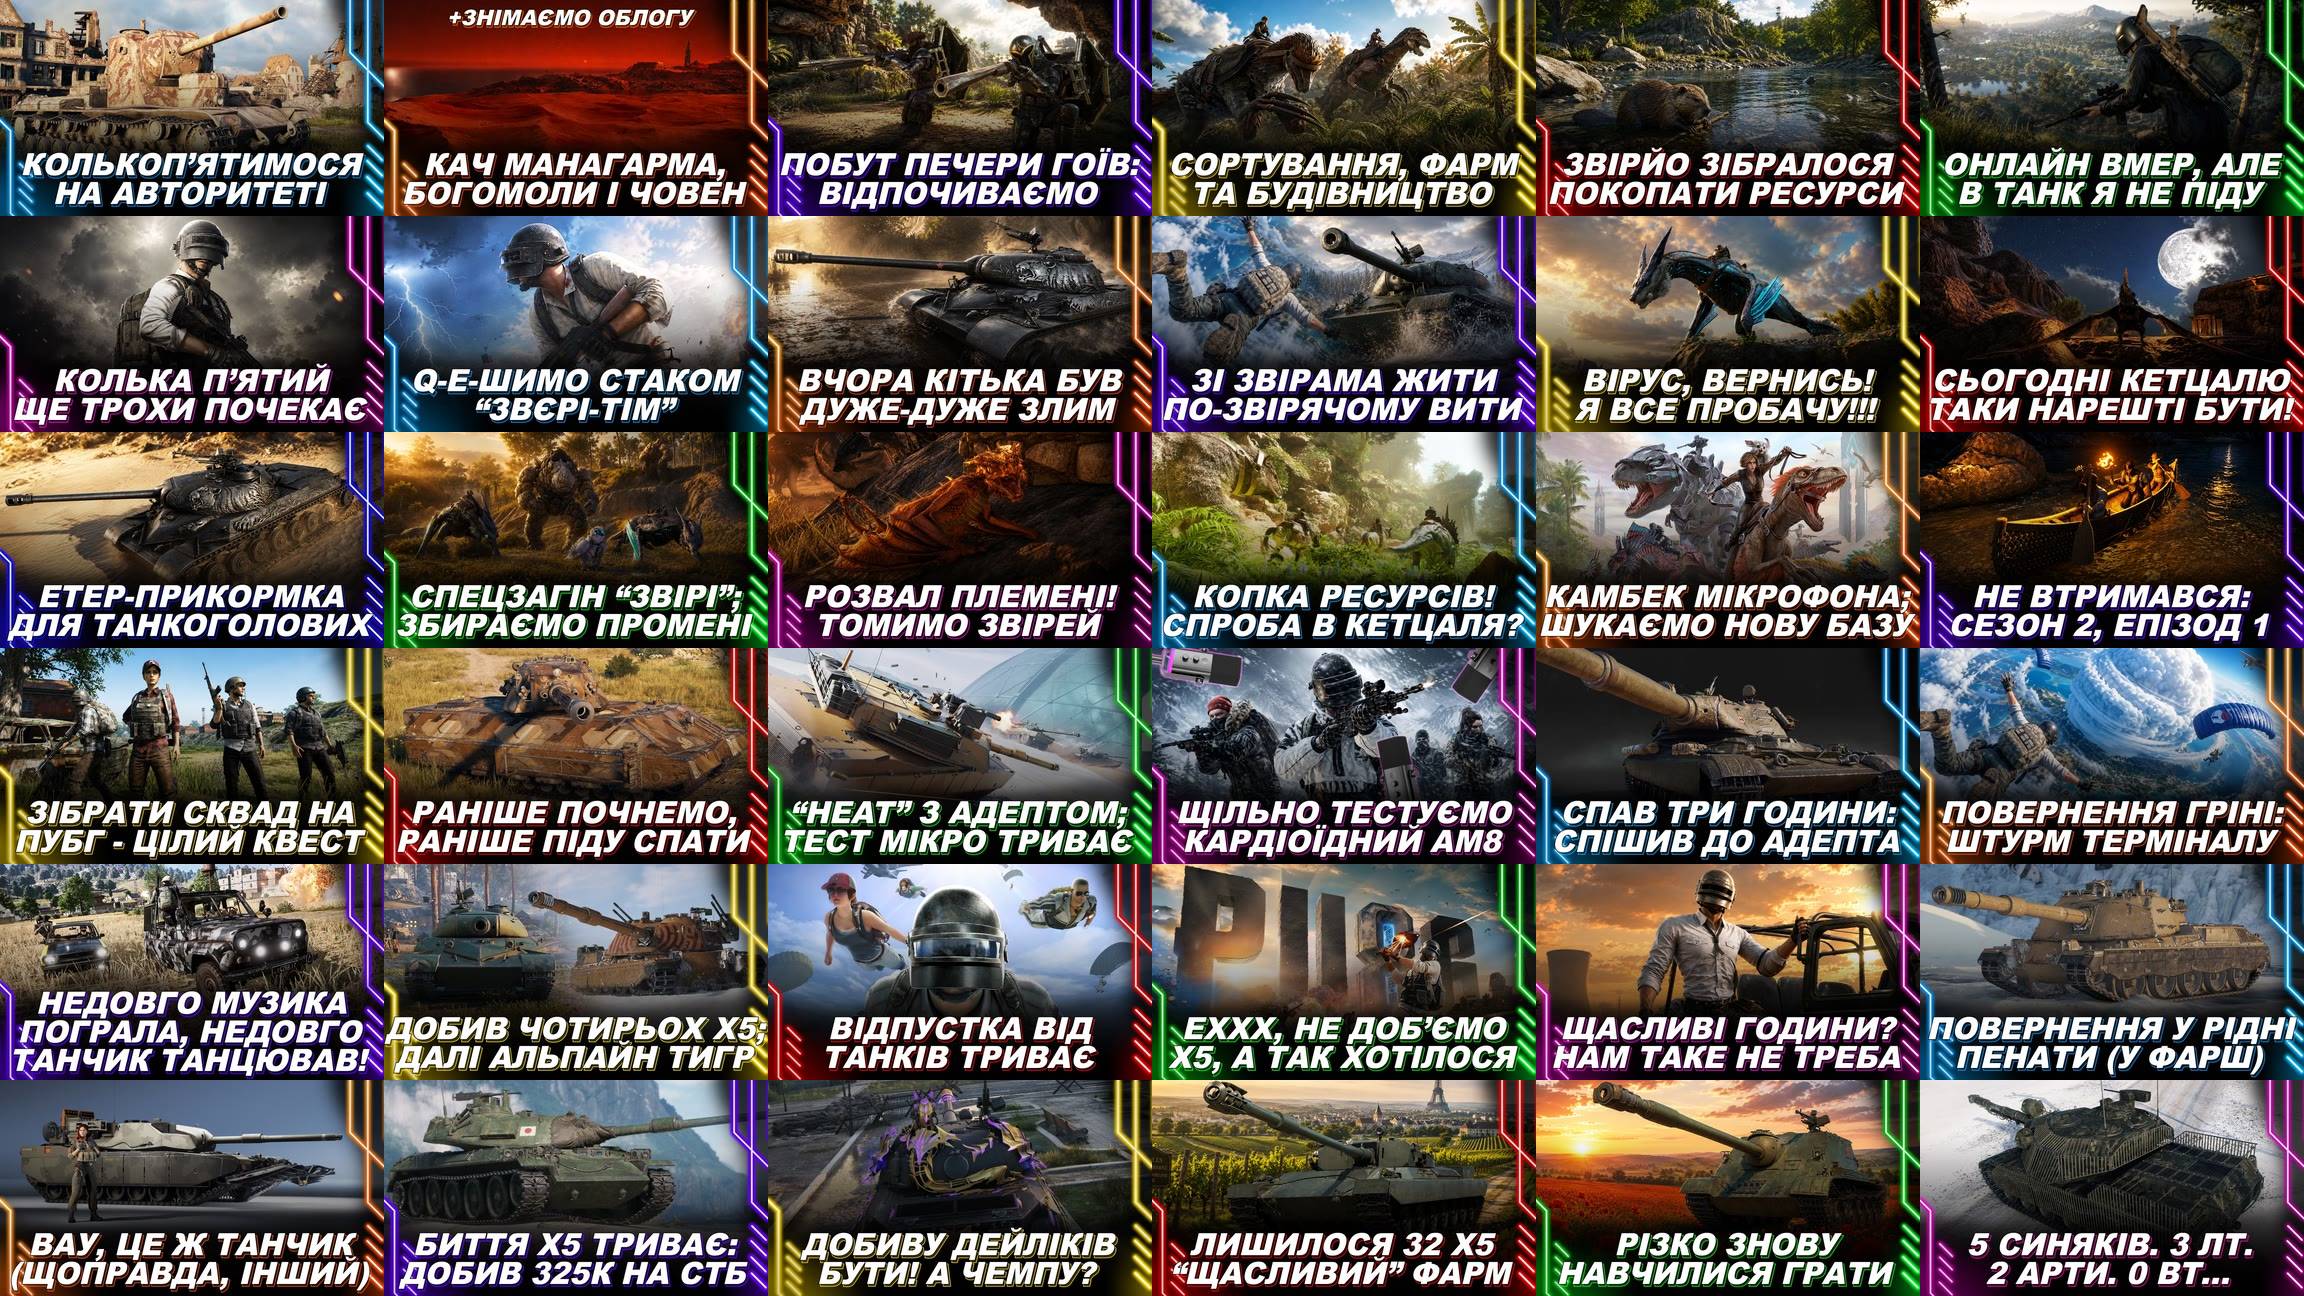 КОЛЬКОП’ЯТИМОСЯ
НА АВТОРИТЕТІ
+ЗНІМАЄМО ОБЛОГУ
КАЧ МАНАГАРМА,
БОГОМОЛИ І ЧОВЕН
ПОБУТ ПЕЧЕРИ ГОЇВ:
ВІДПОЧИВАЄМО
СОРТУВАННЯ, ФАРМ
ТА БУДІВНИЦТВО
ЗВІРЙО ЗІБРАЛОСЯ
ПОКОПАТИ РЕСУРСИ
ОНЛАЙН ВМЕР, АЛЕ
В ТАНК Я НЕ ПІДУ
КОЛЬКА П’ЯТИЙ
ЩЕ ТРОХИ ПОЧЕКАЄ
Q-E-ШИМО СТАКОМ
“ЗВЄРІ-ТІМ”
ВЧОРА КІТЬКА БУВ
ДУЖЕ-ДУЖЕ ЗЛИМ
ЗІ ЗВІРАМА ЖИТИ
ПО-ЗВІРЯЧОМУ ВИТИ
ВІРУС, ВЕРНИСЬ!
Я ВСЕ ПРОБАЧУ!!!
СЬОГОДНІ КЕТЦАЛЮ
ТАКИ НАРЕШТІ БУТИ!
ЕТЕР-ПРИКОРМКА
ДЛЯ ТАНКОГОЛОВИХ
СПЕЦЗАГІН “ЗВІРІ”;
ЗБИРАЄМО ПРОМЕНІ
РОЗВАЛ ПЛЕМЕНІ!
ТОМИМО ЗВІРЕЙ
КОПКА РЕСУРСІВ!
СПРОБА В КЕТЦАЛЯ?
КАМБЕК МІКРОФОНА;
ШУКАЄМО НОВУ БАЗУ
НЕ ВТРИМАВСЯ:
СЕЗОН 2, ЕПІЗОД 1
ЗІБРАТИ СКВАД НА
ПУБГ - ЦІЛИЙ КВЕСТ
РАНІШЕ ПОЧНЕМО,
РАНІШЕ ПІДУ СПАТИ
“HEAT” З АДЕПТОМ;
ТЕСТ МІКРО ТРИВАЄ
ЩІЛЬНО ТЕСТУЄМО
КАРДІОЇДНИЙ AM8
СПАВ ТРИ ГОДИНИ:
СПІШИВ ДО АДЕПТА
ПОВЕРНЕННЯ ГРІНІ:
ШТУРМ ТЕРМІНАЛУ
НЕДОВГО МУЗИКА
ПОГРАЛА, НЕДОВГО
ТАНЧИК ТАНЦЮВАВ!
ДОБИВ ЧОТИРЬОХ Х5;
ДАЛІ АЛЬПАЙН ТИГР
ВІДПУСТКА ВІД
ТАНКІВ ТРИВАЄ
PUBG
ЕХХХ, НЕ ДОБ’ЄМО
Х5, А ТАК ХОТІЛОСЯ
ЩАСЛИВІ ГОДИНИ?
НАМ ТАКЕ НЕ ТРЕБА
ПОВЕРНЕННЯ У РІДНІ
ПЕНАТИ (У ФАРШ)
ВАУ, ЦЕ Ж ТАНЧИК
(ЩОПРАВДА, ІНШИЙ)
БИТТЯ Х5 ТРИВАЄ:
ДОБИВ 325К НА СТБ
ДОБИВУ ДЕЙЛІКІВ
БУТИ! А ЧЕМПУ?
ЛИШИЛОСЯ 32 Х5
“ЩАСЛИВИЙ” ФАРМ
РІЗКО ЗНОВУ
НАВЧИЛИСЯ ГРАТИ
5 СИНЯКІВ. 3 ЛТ.
2 АРТИ. 0 ВТ...